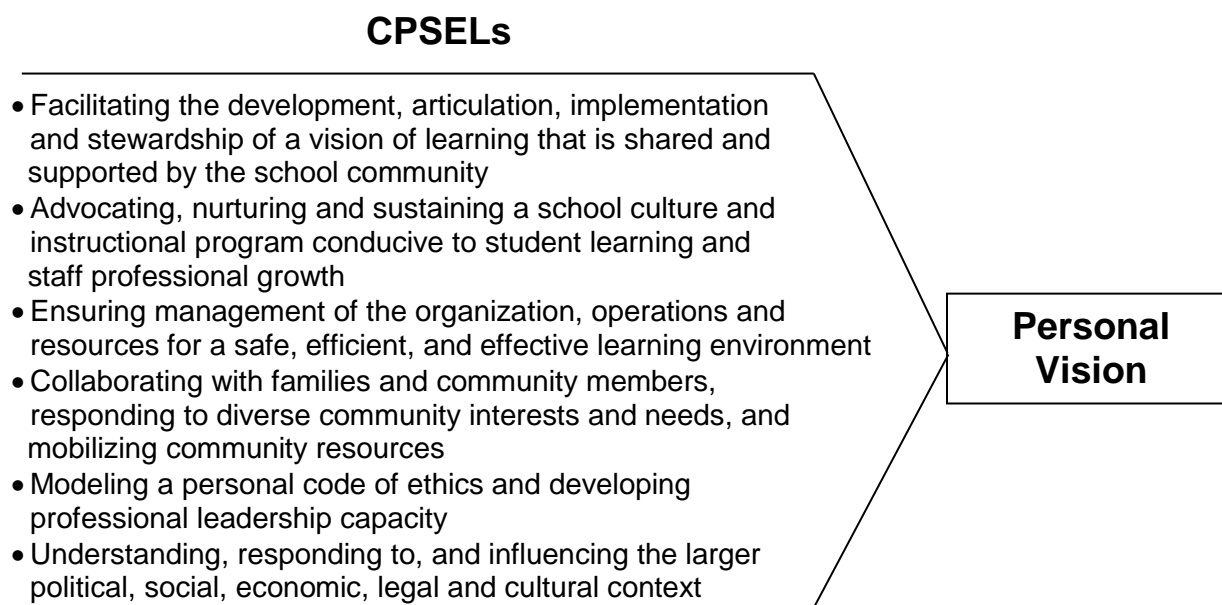 CPSELs
• Facilitating the development, articulation, implementation
and stewardship of a vision of learning that is shared and
supported by the school community
• Advocating, nurturing and sustaining a school culture and
instructional program conducive to student learning and
staff professional growth
• Ensuring management of the organization, operations and
resources for a safe, efficient, and effective learning environment
• Collaborating with families and community members,
responding to diverse community interests and needs, and
mobilizing community resources
• Modeling a personal code of ethics and developing
professional leadership capacity
• Understanding, responding to, and influencing the larger
political, social, economic, legal and cultural context
Personal
Vision